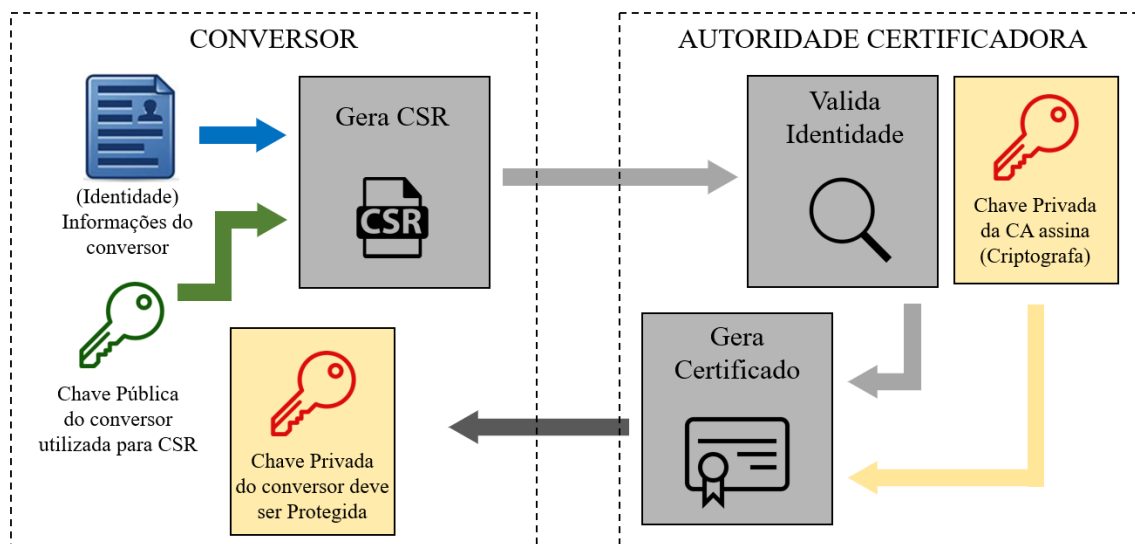 CONVERSOR
(Identidade)
Informações do
conversor
Gera CSR
CSR
Chave Pública
do conversor
utilizada para CSR
Chave Privada
do conversor deve
ser Protegida
AUTORIDADE CERTIFICADORA
Valida
Identidade
Chave Privada
da CA assina
(Criptografa)
Gera
Certificado